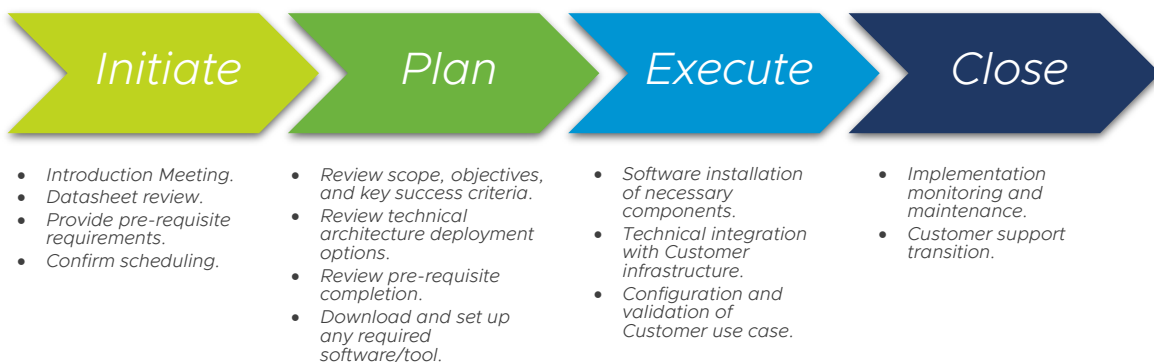 Initiate
Plan
Execute
Close
• Introduction Meeting.
• Datasheet review.
• Provide pre-requisite
requirements.
• Confirm scheduling.
• Review scope, objectives,
and key success criteria.
• Review technical
architecture deployment
options.
• Review pre-requisite
completion.
• Download and set up
any required
software/tool.
• Software installation
of necessary
components.
• Technical integration
with Customer
infrastructure.
• Configuration and
validation of
Customer use case.
• Implementation
monitoring and
maintenance.
• Customer support
transition.